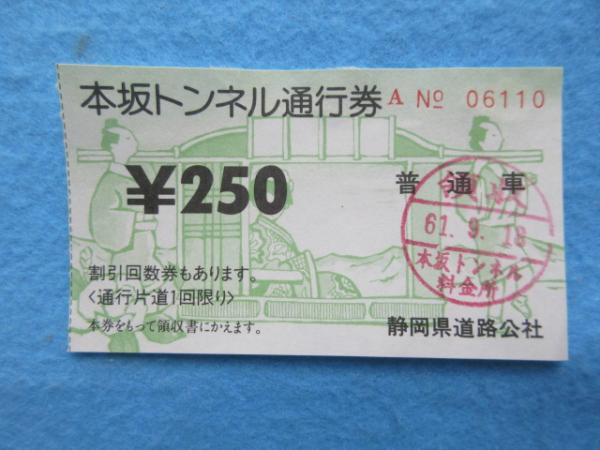 本坂トンネル通行券 A No 06110
¥250 普通車
61.9.18
本坂トンネル
料金所
割引回数券もあります。
〈通行片道1回限り〉
本券をもって領収書にかえます。
静岡県道路公社